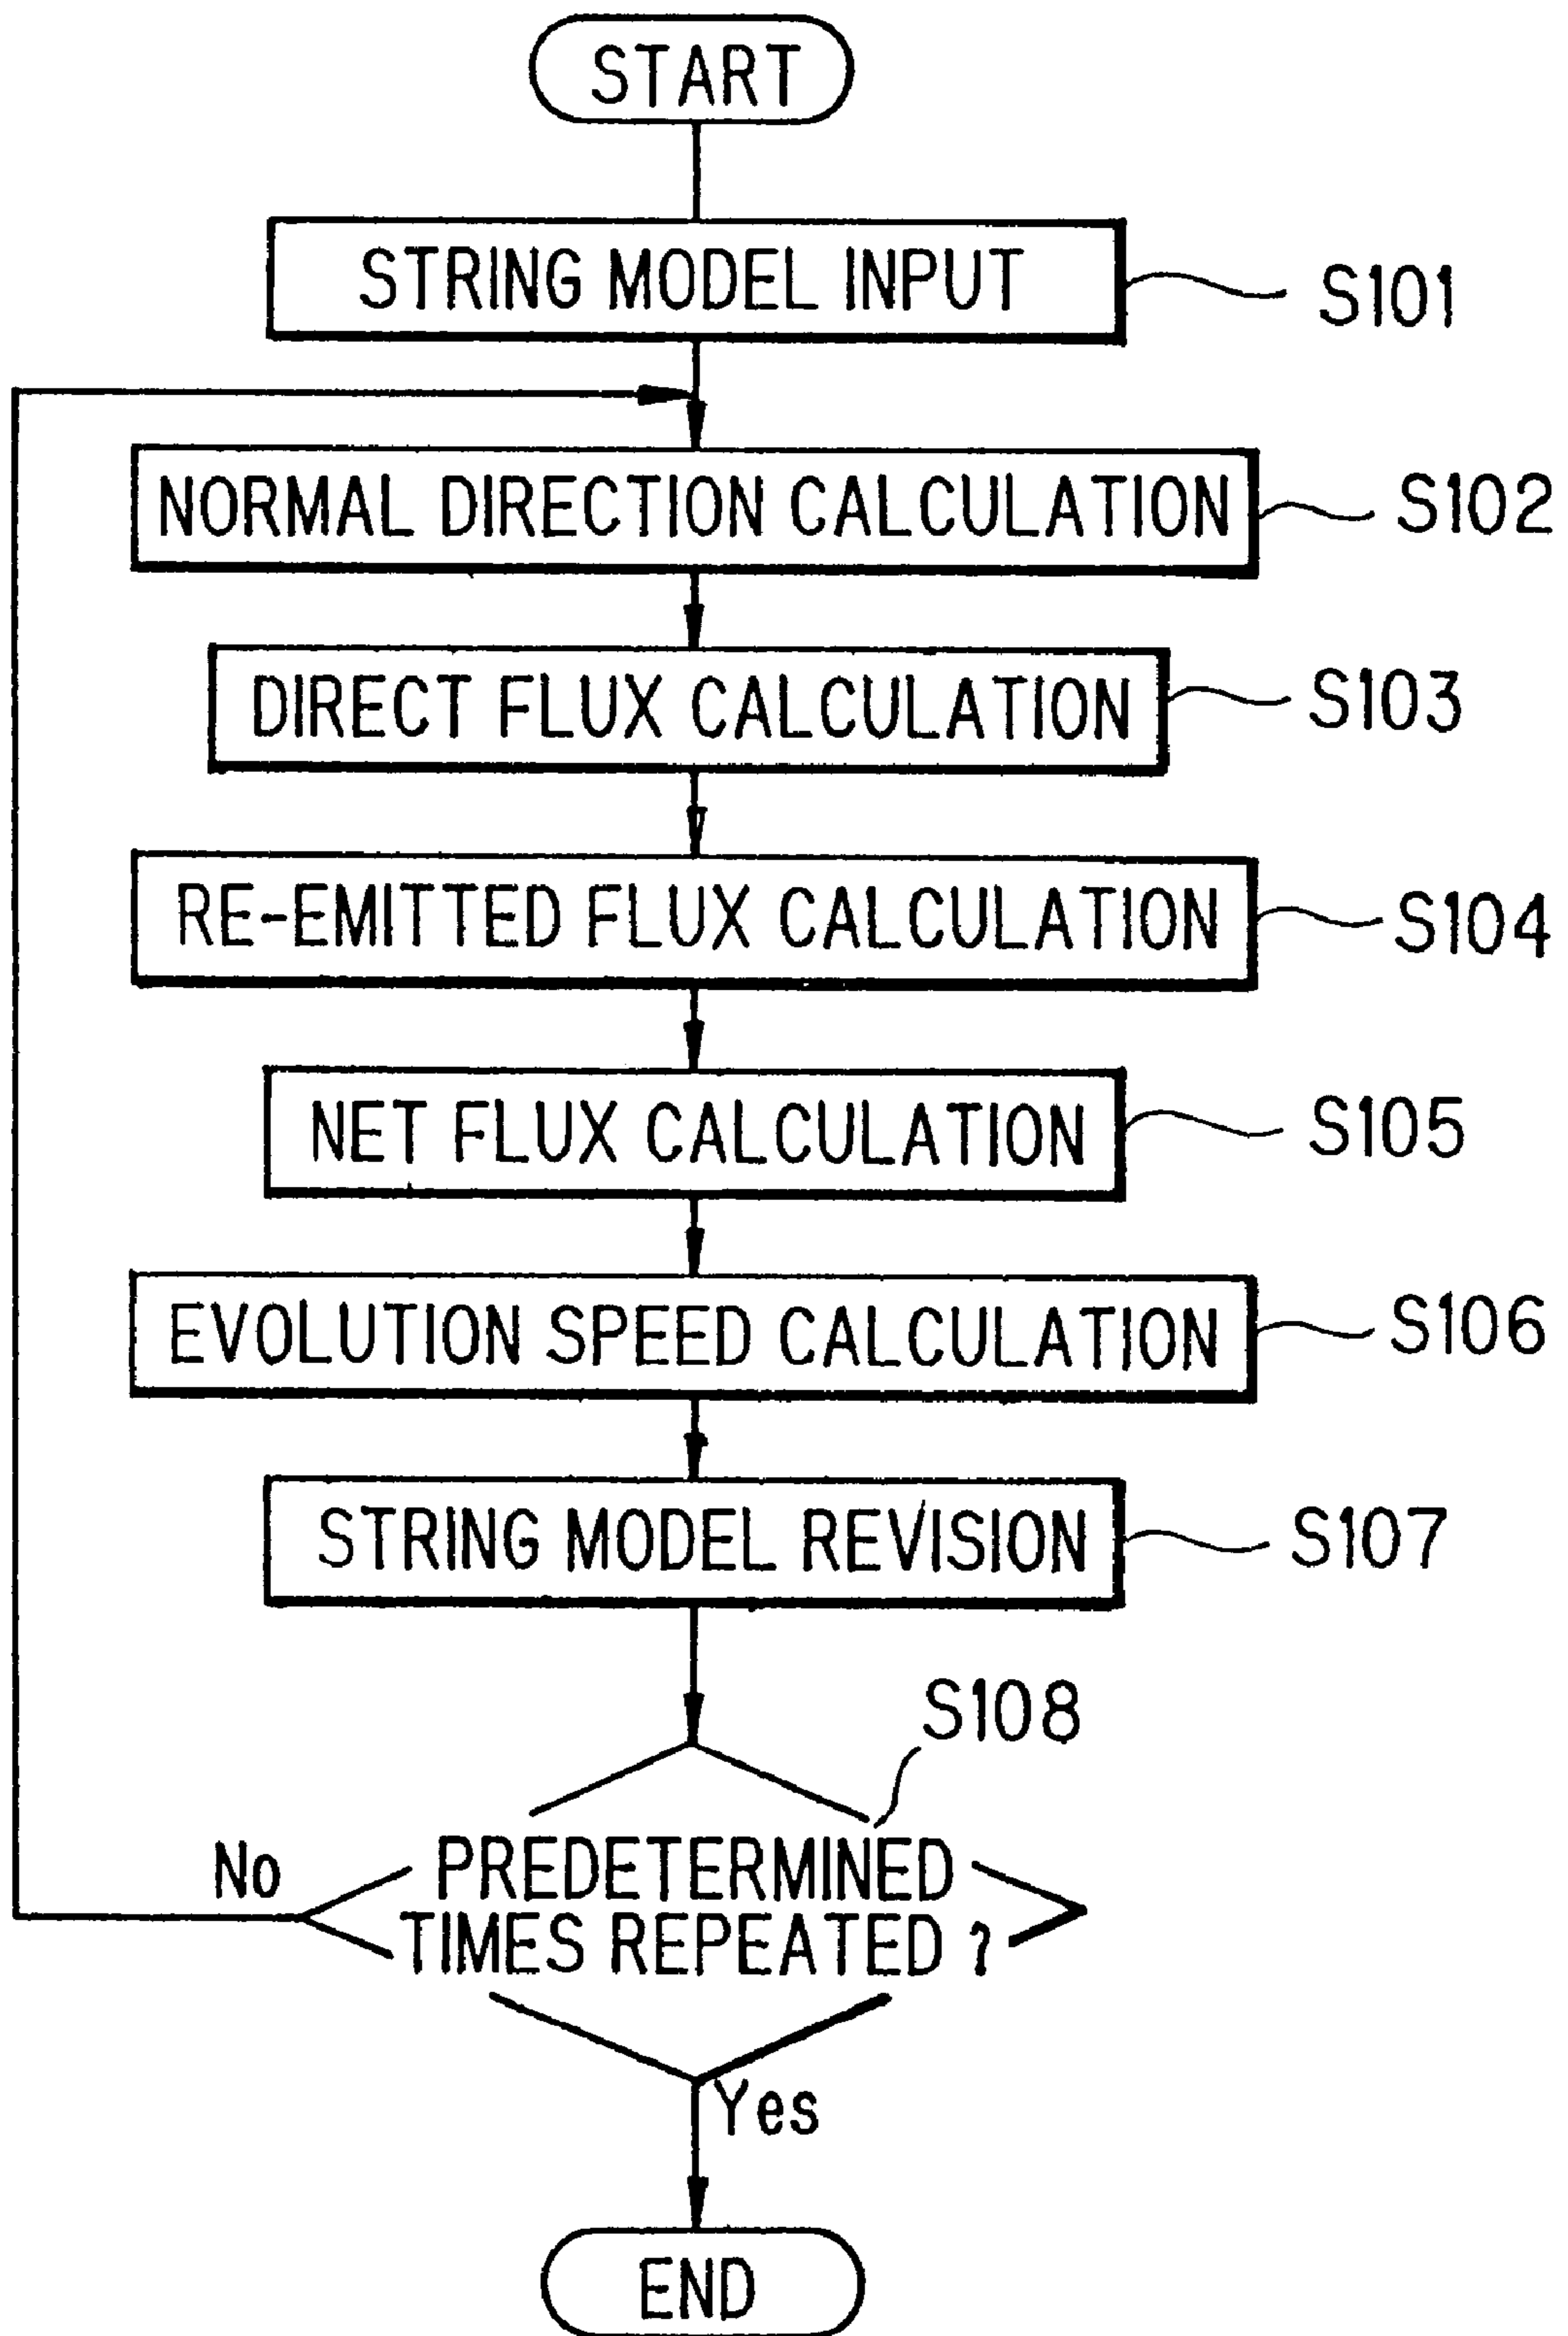 START
STRING MODEL INPUT
S101
NORMAL DIRECTION CALCULATION
S102
DIRECT FLUX CALCULATION
S103
RE-EMITTED FLUX CALCULATION
S104
NET FLUX CALCULATION
S105
EVOLUTION SPEED CALCULATION
S106
STRING MODEL REVISION
S107
S108
No
PREDETERMINED
TIMES REPEATED ?
Yes
END